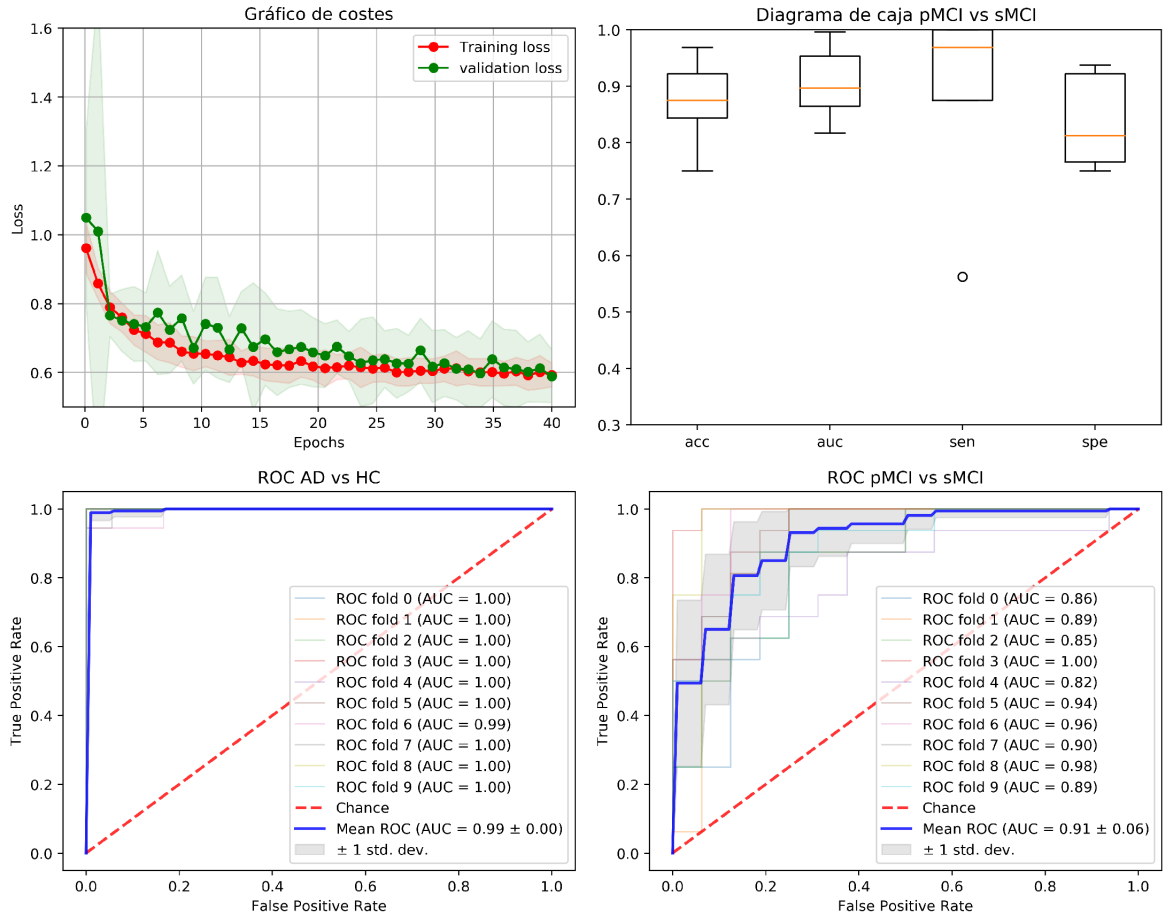 Gráfico de costes
1.6
1.4
1.2
1.0
0.8
0.6
Loss
0 5 10 15 20 25 30 35 40
Epochs
Training loss
validation loss
Diagrama de caja pMCI vs sMCI
1.0
0.9
0.8
0.7
0.6
0.5
0.4
0.3
acc auc sen spe
ROC AD vs HC
1.0
0.8
0.6
0.4
0.2
0.0
True Positive Rate
0.0 0.2 0.4 0.6 0.8 1.0
False Positive Rate
ROC fold 0 (AUC = 1.00)
ROC fold 1 (AUC = 1.00)
ROC fold 2 (AUC = 1.00)
ROC fold 3 (AUC = 1.00)
ROC fold 4 (AUC = 1.00)
ROC fold 5 (AUC = 1.00)
ROC fold 6 (AUC = 0.99)
ROC fold 7 (AUC = 1.00)
ROC fold 8 (AUC = 1.00)
ROC fold 9 (AUC = 1.00)
Chance
Mean ROC (AUC = 0.99 ± 0.00)
± 1 std. dev.
ROC pMCI vs sMCI
1.0
0.8
0.6
0.4
0.2
0.0
True Positive Rate
0.0 0.2 0.4 0.6 0.8 1.0
False Positive Rate
ROC fold 0 (AUC = 0.86)
ROC fold 1 (AUC = 0.89)
ROC fold 2 (AUC = 0.85)
ROC fold 3 (AUC = 1.00)
ROC fold 4 (AUC = 0.82)
ROC fold 5 (AUC = 0.94)
ROC fold 6 (AUC = 0.96)
ROC fold 7 (AUC = 0.90)
ROC fold 8 (AUC = 0.98)
ROC fold 9 (AUC = 0.89)
Chance
Mean ROC (AUC = 0.91 ± 0.06)
± 1 std. dev.